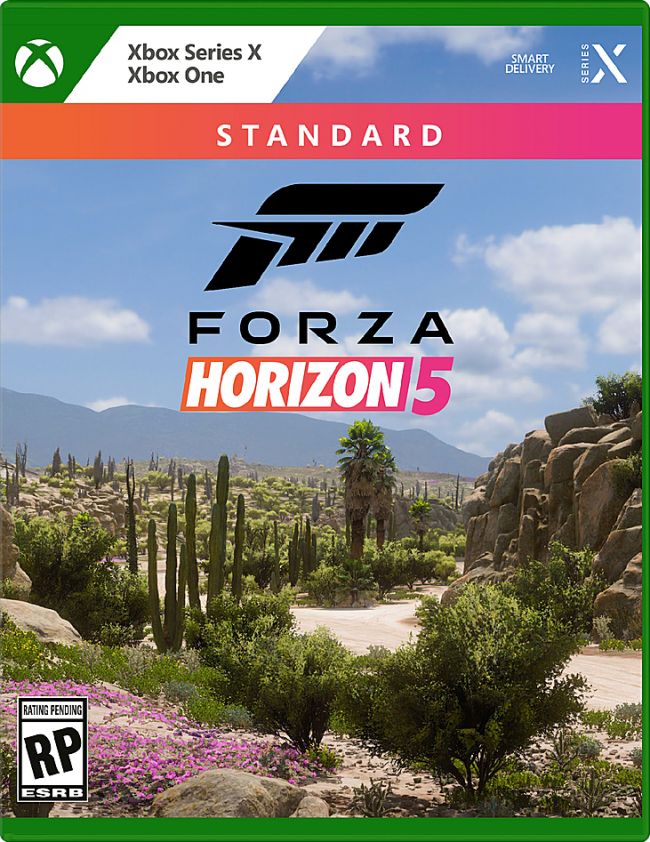 Xbox Series X
Xbox One
SMART
DELIVERY
SERIES
X
STANDARD
FORZA
HORIZON 5
RATING PENDING
RP
ESRB